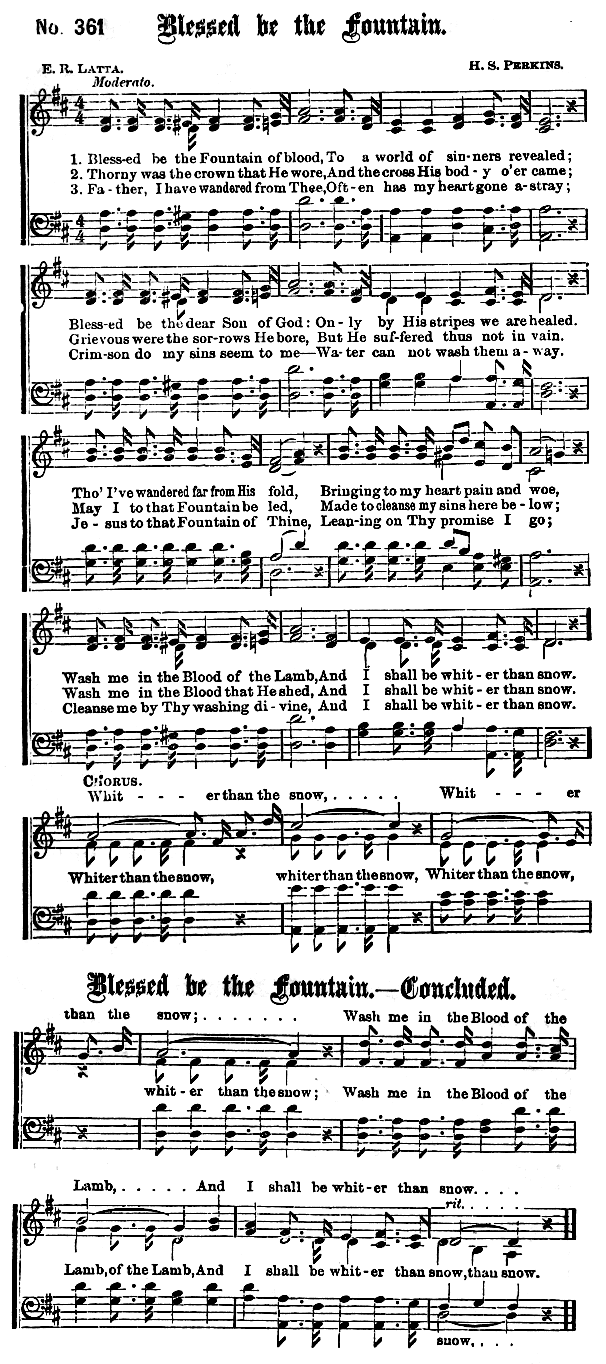 No. 361 Blessed be the Fountain.
E. R. LATTA. H. S. PERKINS.
Moderato.
1. Bless-ed be the Fountain of blood, To a world of sin-ners revealed;
2. Thorny was the crown that He wore, And the cross His bod - y o'er came;
3. Fa - ther, I have wandered from Thee, Oft - en has my heart gone a - stray;
Bless-ed be the dear Son of God: On - ly by His stripes we are healed.
Grievous were the sor-rows He bore, But He suf-fered thus not in vain.
Crim-son do my sins seem to me—Wa-ter can not wash them a - way.
Tho' I've wandered far from His fold, Bringing to my heart pain and woe,
May I to that Fountain be led, Made to cleanse my sins here be - low;
Je - sus to that Fountain of Thine, Lean-ing on Thy promise I go;
Wash me in the Blood of the Lamb, And I shall be whit - er than snow.
Wash me in the Blood that He shed, And I shall be whit - er than snow.
Cleanse me by Thy washing di - vine, And I shall be whit - er than snow.
CHORUS.
Whit - - - er than the snow, . . . . . Whit - - - er
Whiter than the snow, whiter than the snow, Whiter than the snow,
Blessed be the Fountain.—Concluded.
than the snow; . . . . . . . Wash me in the Blood of the
whit-er than the snow; Wash me in the Blood of the
Lamb, . . . . . And I shall be whit-er than snow. . . .
rit. . . . . .
Lamb, of the Lamb, And I shall be whit-er than snow, than snow.
snow, . . . .